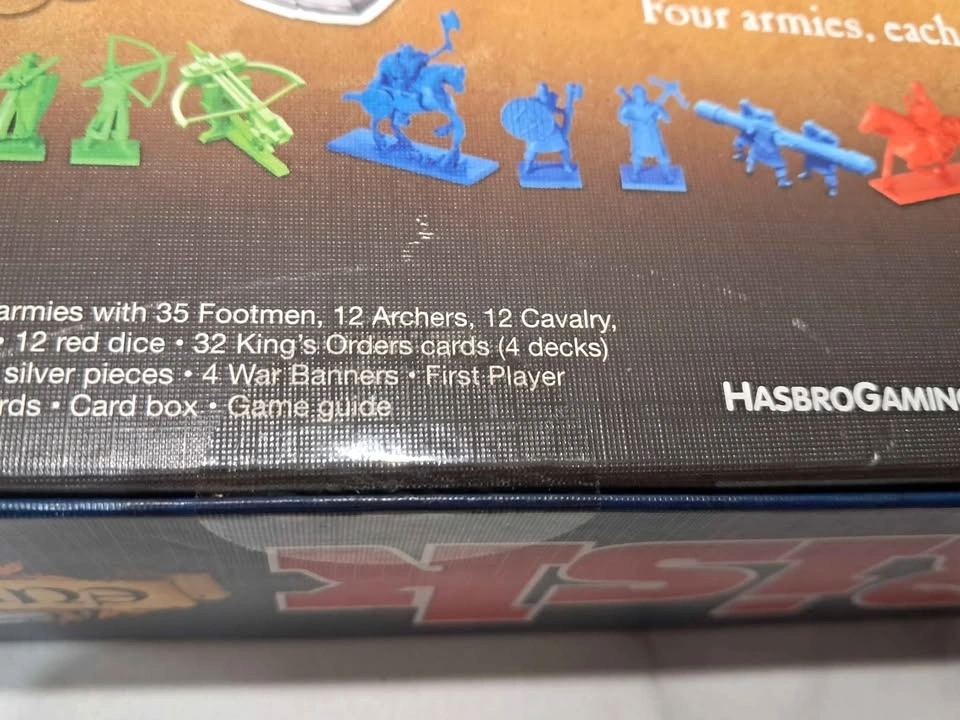 Four armies, each
armies with 35 Footmen, 12 Archers, 12 Cavalry,
• 12 red dice • 32 King's Orders cards (4 decks)
silver pieces • 4 War Banners • First Player
rds • Card box • Game guide
HASBROGAMING
RISK